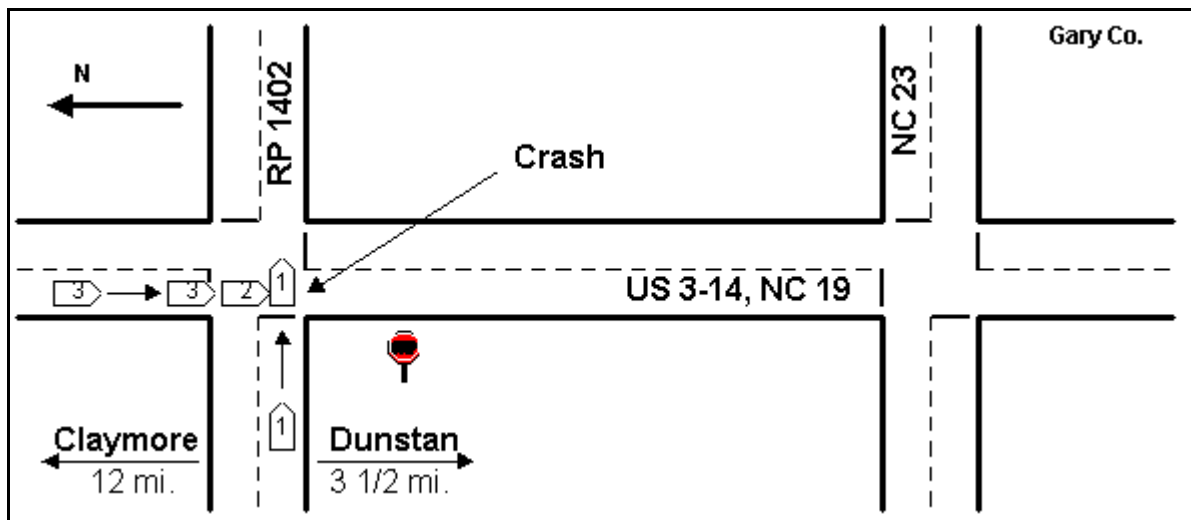 Gary Co.
N
RP 1402
NC 23
Crash
1
3
3
2
US 3-14, NC 19
1
Claymore
12 mi.
Dunstan
3 1/2 mi.